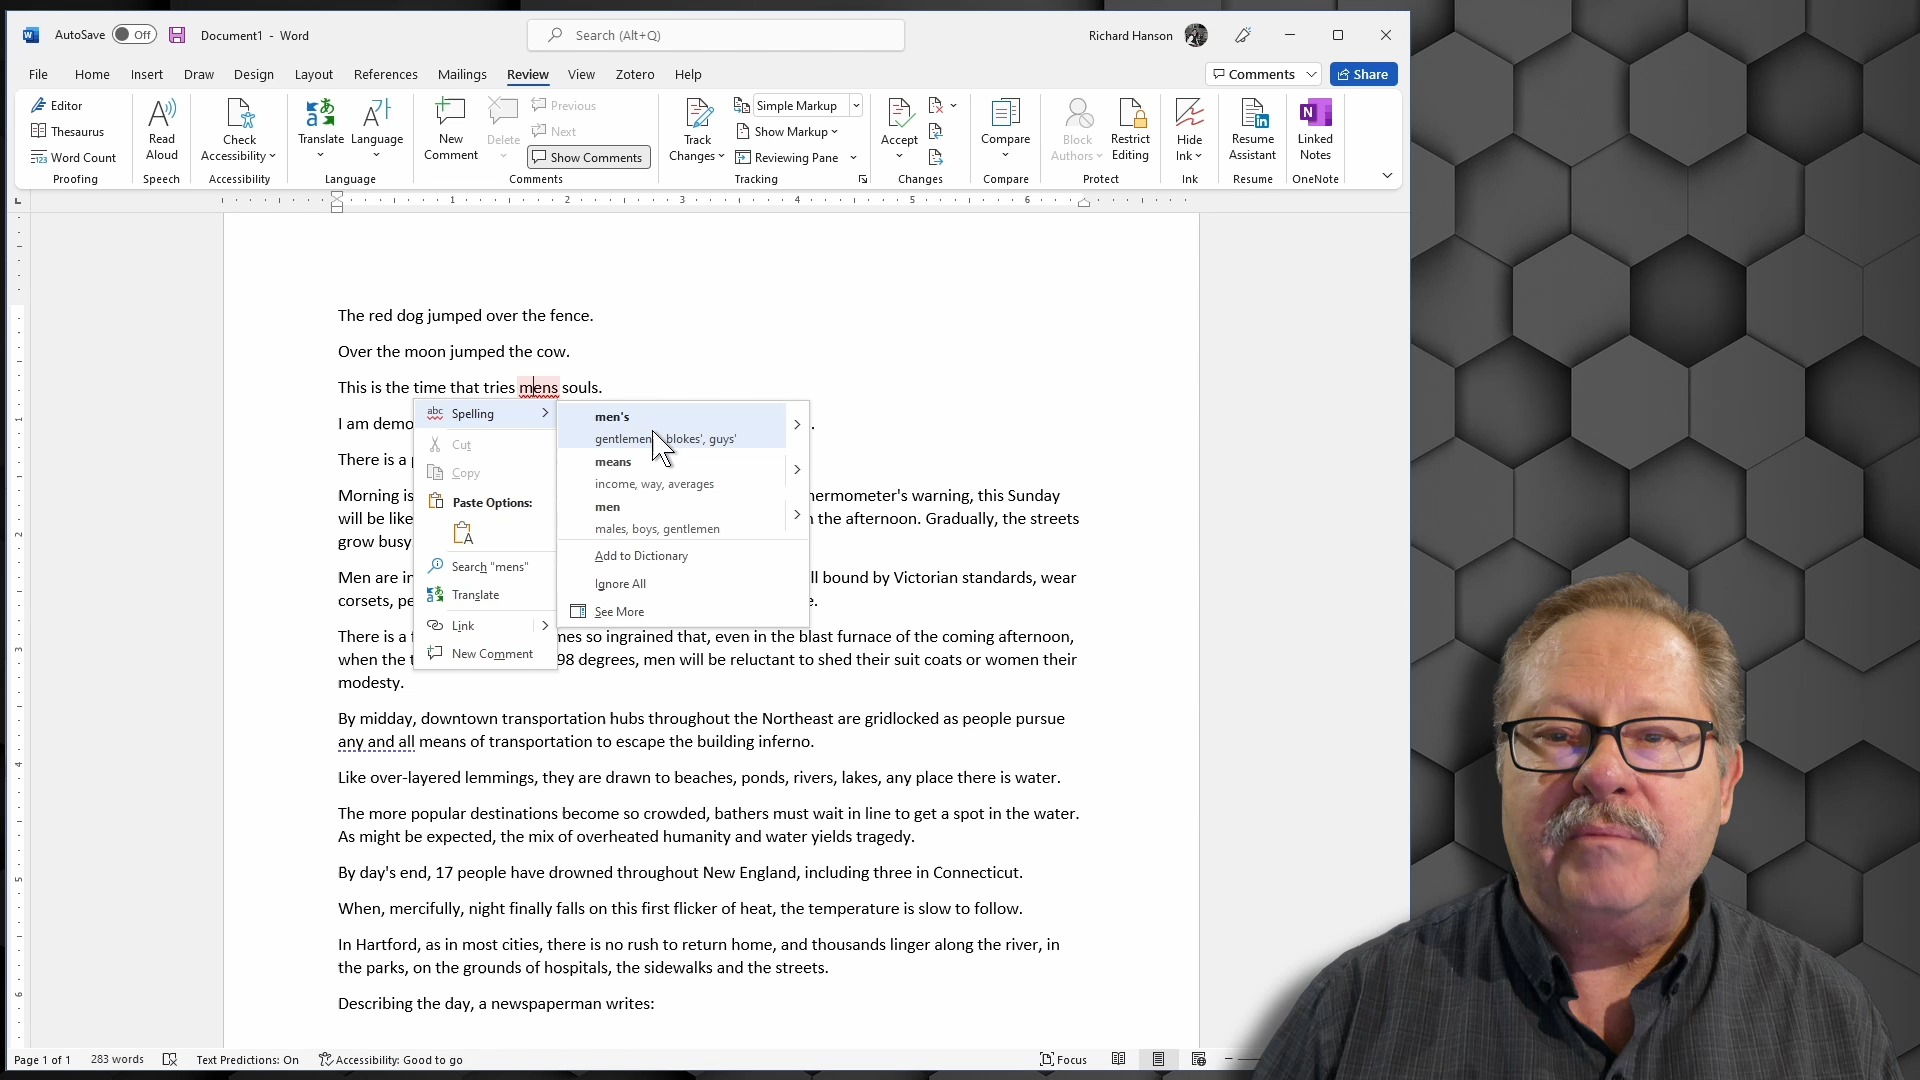 AutoSave Off Document1 - Word Search (Alt+Q) Richard Hanson
File Home Insert Draw Design Layout References Mailings Review View Zotero Help Comments Share
Editor
Thesaurus
Word Count
Proofing
Read Aloud
Speech
Check Accessibility
Accessibility
Translate
Language
Language
New Comment
Delete
Previous
Next
Show Comments
Comments
Track Changes
Simple Markup
Show Markup
Reviewing Pane
Tracking
Accept
Changes
Compare
Compare
Block Authors
Restrict Editing
Protect
Hide Ink
Ink
Resume Assistant
Resume
Linked Notes
OneNote
1 2 3 4 5 6
The red dog jumped over the fence.
Over the moon jumped the cow.
This is the time that tries mens souls.
I am demo
.
There is a
Morning is
hermometer's warning, this Sunday
will be like
the afternoon. Gradually, the streets
grow busy
Men are in
ll bound by Victorian standards, wear
corsets, pe
e.
There is a
mes so ingrained that, even in the blast furnace of the coming afternoon,
when the t
98 degrees, men will be reluctant to shed their suit coats or women their
modesty.
By midday, downtown transportation hubs throughout the Northeast are gridlocked as people pursue
any and all means of transportation to escape the building inferno.
Like over-layered lemmings, they are drawn to beaches, ponds, rivers, lakes, any place there is water.
The more popular destinations become so crowded, bathers must wait in line to get a spot in the water.
As might be expected, the mix of overheated humanity and water yields tragedy.
By day's end, 17 people have drowned throughout New England, including three in Connecticut.
When, mercifully, night finally falls on this first flicker of heat, the temperature is slow to follow.
In Hartford, as in most cities, there is no rush to return home, and thousands linger along the river, in
the parks, on the grounds of hospitals, the sidewalks and the streets.
Describing the day, a newspaperman writes:
abc Spelling
Cut
Copy
Paste Options:
Search "mens"
Translate
Link
New Comment
men's
gentlemen blokes', guys'
means
income, way, averages
men
males, boys, gentlemen
Add to Dictionary
Ignore All
See More
1
2
3
4
5
6
Page 1 of 1 283 words Text Predictions: On Accessibility: Good to go Focus